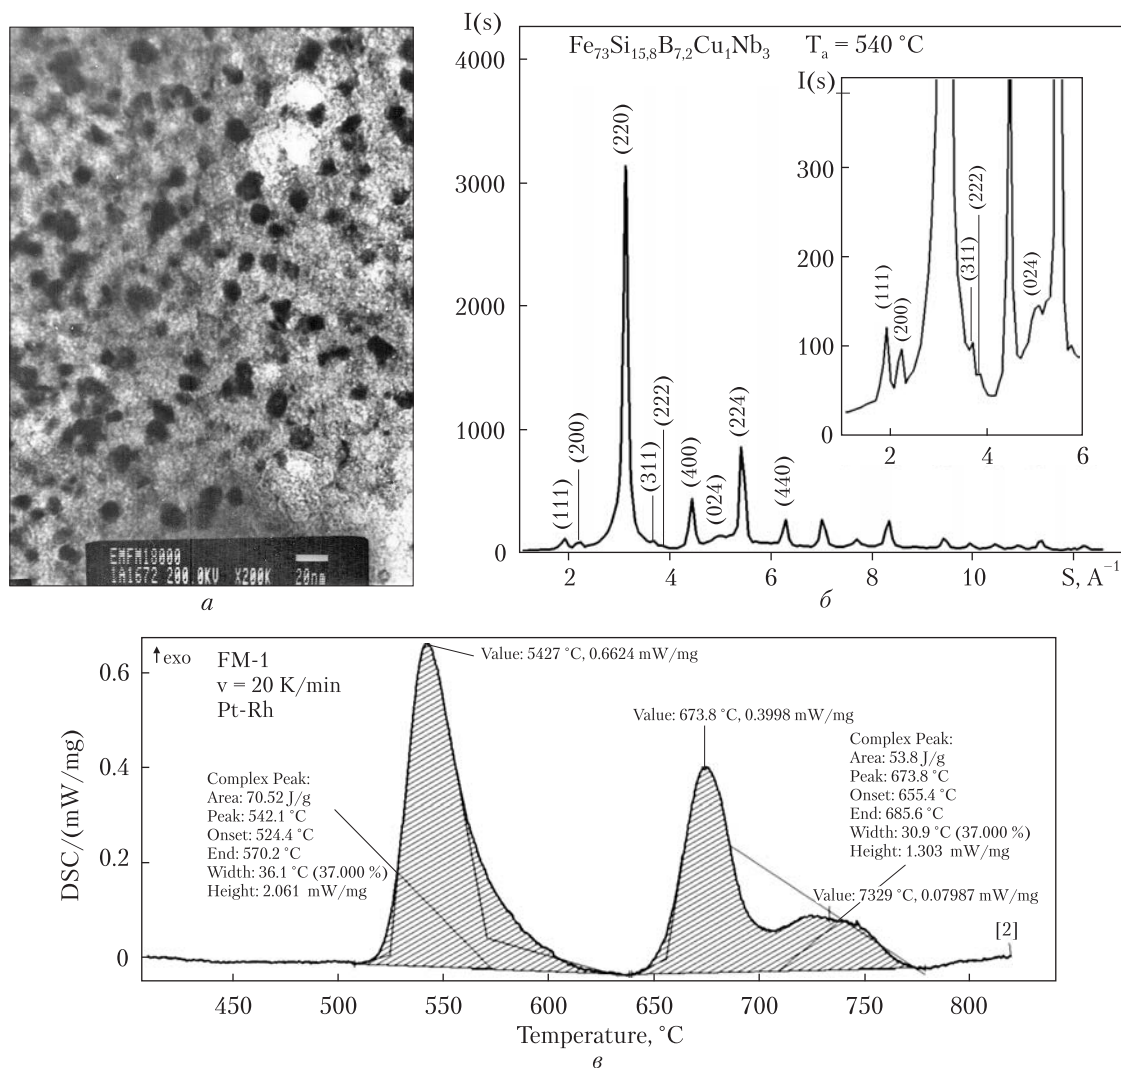 EMFM18000
1A1672 200.0KV X200K 20nm
а
I(s)
Fe73Si15,8B7,2Cu1Nb3 Ta = 540 °C
4000
3000
2000
1000
0
(111)
(200)
(220)
(311)
(222)
(400)
(024)
(224)
(440)
2 4 6 8 10 S, A−1
I(s)
300
200
100
0
(111)
(200)
(311)
(222)
(024)
2 4 6
б
exo
FM-1
v = 20 K/min
Pt-Rh
Value: 5427 °C, 0.6624 mW/mg
Value: 673.8 °C, 0.3998 mW/mg
Complex Peak:
Area: 70.52 J/g
Peak: 542.1 °C
Onset: 524.4 °C
End: 570.2 °C
Width: 36.1 °C (37.000 %)
Height: 2.061 mW/mg
Complex Peak:
Area: 53.8 J/g
Peak: 673.8 °C
Onset: 655.4 °C
End: 685.6 °C
Width: 30.9 °C (37.000 %)
Height: 1.303 mW/mg
Value: 7329 °C, 0.07987 mW/mg
[2]
DSC/(mW/mg)
0.6
0.4
0.2
0
450 500 550 600 650 700 750 800
Temperature, °C
в